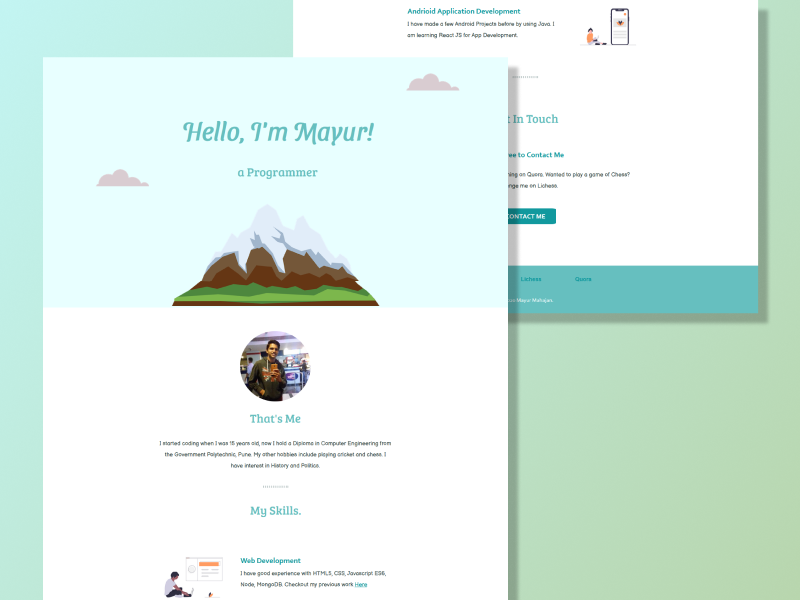 Hello, I'm Mayur!
a Programmer
That's Me
I started coding when I was 15 years old, now I hold a Diploma in Computer Engineering from
the Government Polytechnic, Pune. My other hobbies include playing cricket and chess. I
have interest in History and Politics.
My Skills.
Web Development
I have good experience with HTML5, CSS, Javascript ES6,
Node, MongoDB. Checkout my previous work Here
Andrioid Application Development
I have made a few Android Projects before by using Java. I
am learning React JS for App Development.
In Touch
to Contact Me
on Quora. Wanted to play a game of Chess?
me on Lichess.
CONTACT ME
Lichess
Quora
Mayur Mahajan.